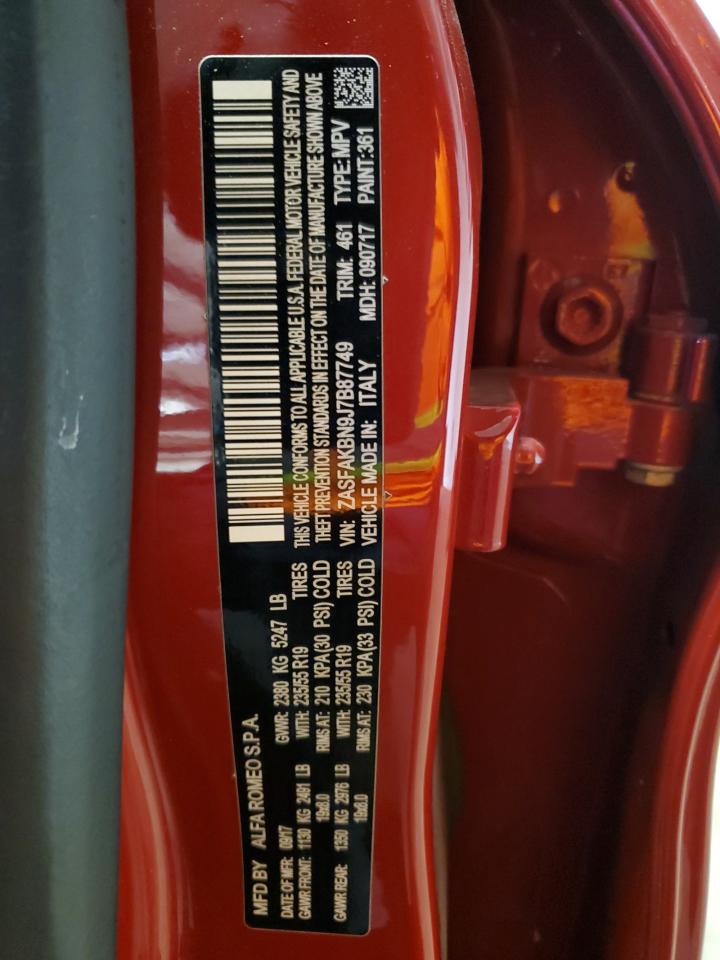 MFD BY ALFA ROMEO S.P.A.
DATE OF MFR: 09/17 GWVR: 2380 KG 5247 LB
GAWR FRONT: 1130 KG 2491 LB WITH: 235/55 R19 TIRES
19x8.0 RIMS AT: 210 KPA(30 PSI) COLD
GAWR REAR: 1350 KG 2976 LB WITH: 235/55 R19 TIRES
19x8.0 RIMS AT: 230 KPA(33 PSI) COLD
THIS VEHICLE CONFORMS TO ALL APPLICABLE U.S.A. FEDERAL MOTOR VEHICLE SAFETY AND
THEFT PREVENTION STANDARDS IN EFFECT ON THE DATE OF MANUFACTURE SHOWN ABOVE
VIN: ZASFAKBN9J7B87749 TRIM: 461 TYPE:MPV
VEHICLE MADE IN: ITALY MDH: 090717 PAINT:361